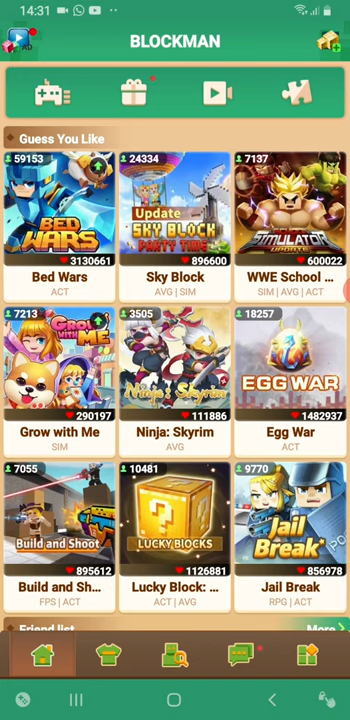 14:31
AD
BLOCKMAN
Guess You Like
59153
24334
7137
BED WARS
Update
SKY BLOCK
PARTY TIME
SIMULATOR
UPDATE
3130661
896600
600022
Bed Wars
Sky Block
WWE School ...
ACT
AVG | SIM
SIM | AVG | ACT
7213
3505
18257
GROW WITH ME
Ninja: Skyrim
EGG WAR
290197
111886
1482937
Grow with Me
Ninja: Skyrim
Egg War
SIM
AVG
ACT
7055
10481
9770
Build and Shoot
LUCKY BLOCKS
Jail Break
PO
895612
1126881
856978
Build and Sh...
Lucky Block: ...
Jail Break
FPS | ACT
ACT | AVG
RPG | ACT
Friend list
More